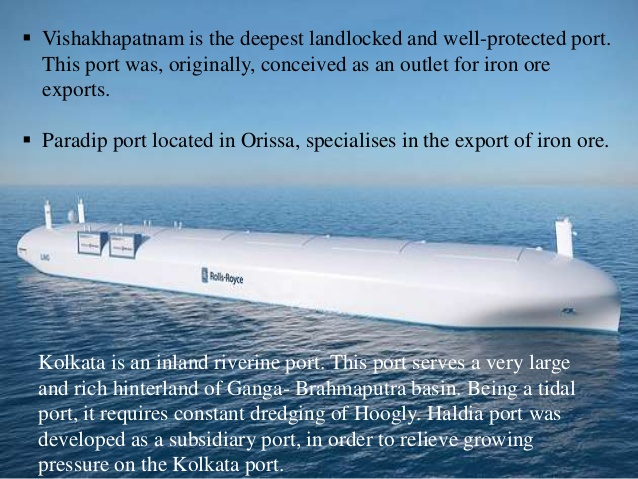 ▪ Vishakhapatnam is the deepest landlocked and well-protected port.
This port was, originally, conceived as an outlet for iron ore
exports.
▪ Paradip port located in Orissa, specialises in the export of iron ore.
LNG
Rolls-Royce
Kolkata is an inland riverine port. This port serves a very large
and rich hinterland of Ganga- Brahmaputra basin. Being a tidal
port, it requires constant dredging of Hoogly. Haldia port was
developed as a subsidiary port, in order to relieve growing
pressure on the Kolkata port.